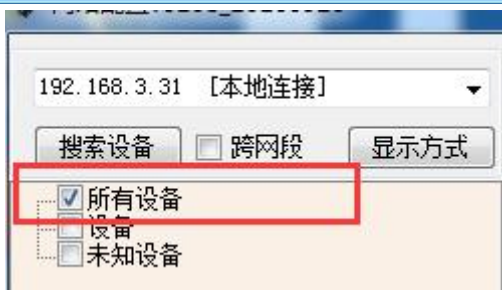 192.168.3.31 [本地连接]
搜索设备 跨网段 显示方式
所有设备
设备
未知设备